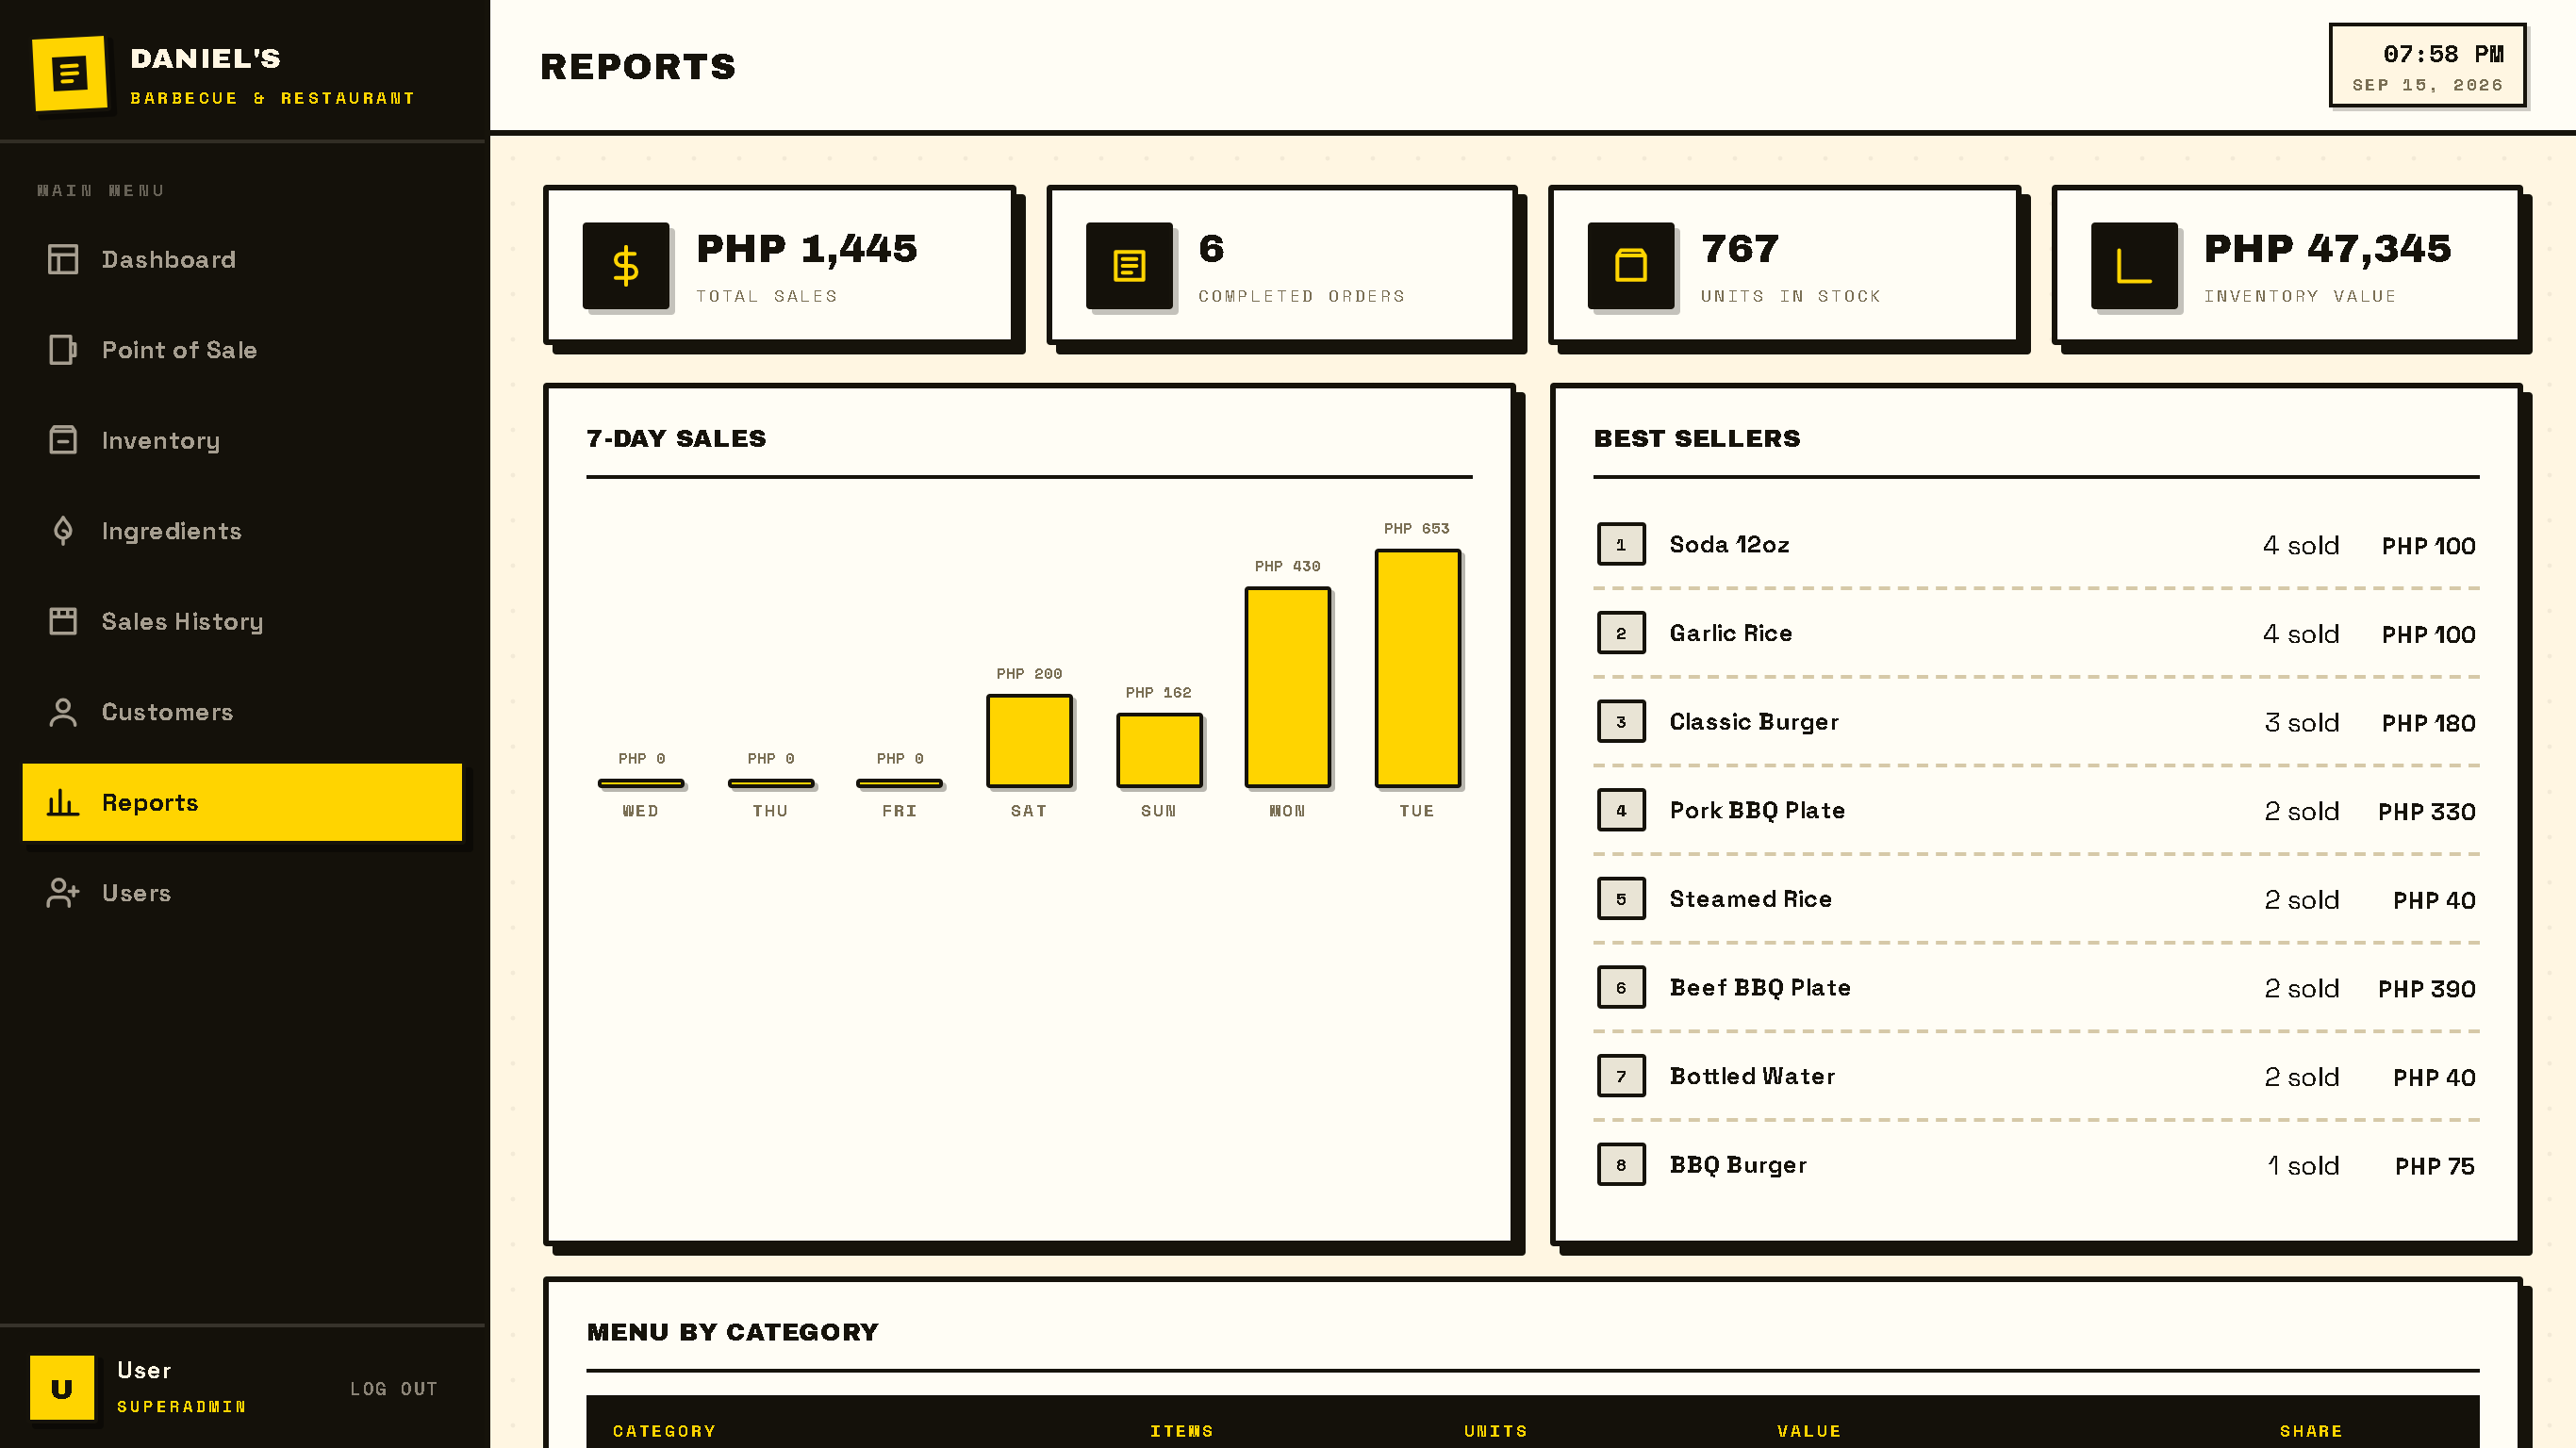 DANIEL'S
BARBECUE & RESTAURANT
MAIN MENU
Dashboard
Point of Sale
Inventory
Ingredients
Sales History
Customers
Reports
Users
U
User
SUPERADMIN
LOG OUT
REPORTS
07:58 PM
SEP 15, 2026
$
PHP 1,445
TOTAL SALES
6
COMPLETED ORDERS
767
UNITS IN STOCK
PHP 47,345
INVENTORY VALUE
7-DAY SALES
PHP 0 PHP 0 PHP 0 PHP 200 PHP 162 PHP 430 PHP 653
WED THU FRI SAT SUN MON TUE
BEST SELLERS
1 Soda 12oz 4 sold PHP 100
2 Garlic Rice 4 sold PHP 100
3 Classic Burger 3 sold PHP 180
4 Pork BBQ Plate 2 sold PHP 330
5 Steamed Rice 2 sold PHP 40
6 Beef BBQ Plate 2 sold PHP 390
7 Bottled Water 2 sold PHP 40
8 BBQ Burger 1 sold PHP 75
MENU BY CATEGORY
CATEGORY ITEMS UNITS VALUE SHARE